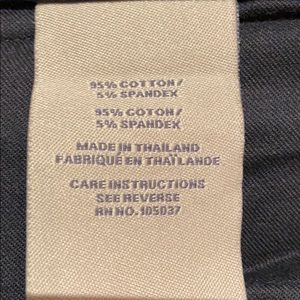 95% COTTON/
5% SPANDEX
95% COTON/
5% SPANDEX
MADE IN THAILAND
FABRIQUÉ EN THAÏLANDE
CARE INSTRUCTIONS
SEE REVERSE
RN NO. 105037